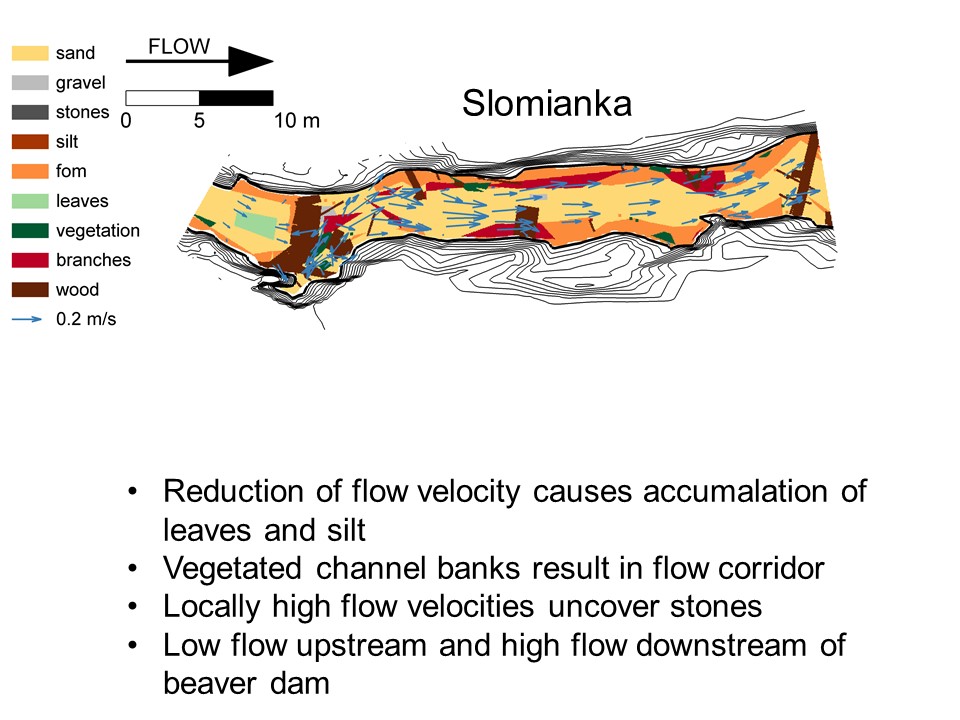 FLOW
sand
gravel
stones
silt
fom
leaves
vegetation
branches
wood
0.2 m/s
0 5 10 m
Slomianka
• Reduction of flow velocity causes accumalation of
leaves and silt
• Vegetated channel banks result in flow corridor
• Locally high flow velocities uncover stones
• Low flow upstream and high flow downstream of
beaver dam